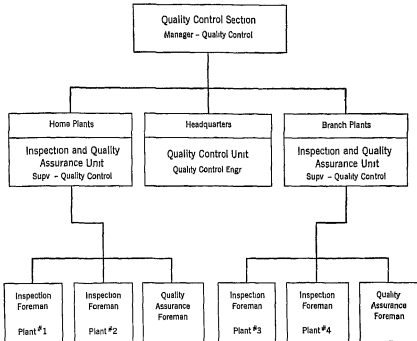 Quality Control Section
Manager – Quality Control
Home Plants
Headquarters
Branch Plants
Inspection and Quality
Assurance Unit
Supv – Quality Control
Quality Control Unit
Quality Control Engr
Inspection and Quality
Assurance Unit
Supv – Quality Control
Inspection
Foreman
Plant #1
Inspection
Foreman
Plant #2
Quality
Assurance
Foreman
Inspection
Foreman
Plant #3
Inspection
Foreman
Plant #4
Quality
Assurance
Foreman